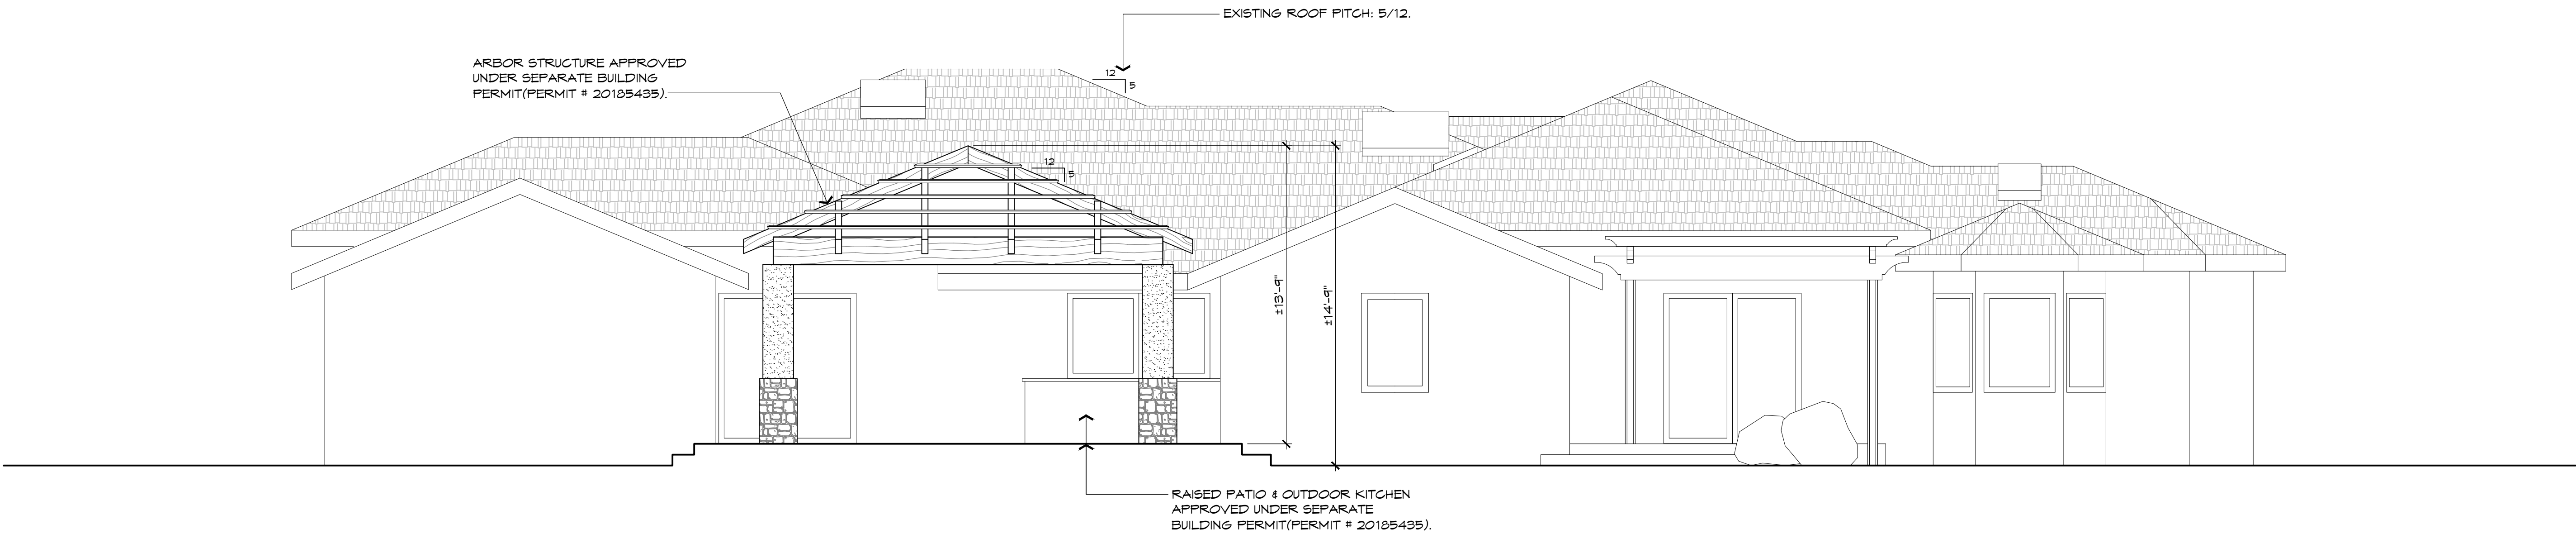 EXISTING ROOF PITCH: 5/12.
ARBOR STRUCTURE APPROVED
UNDER SEPARATE BUILDING
PERMIT(PERMIT # 20185435).
12
5
12
5
±13'-9"
±14'-9"
RAISED PATIO & OUTDOOR KITCHEN
APPROVED UNDER SEPARATE
BUILDING PERMIT(PERMIT # 20185435).